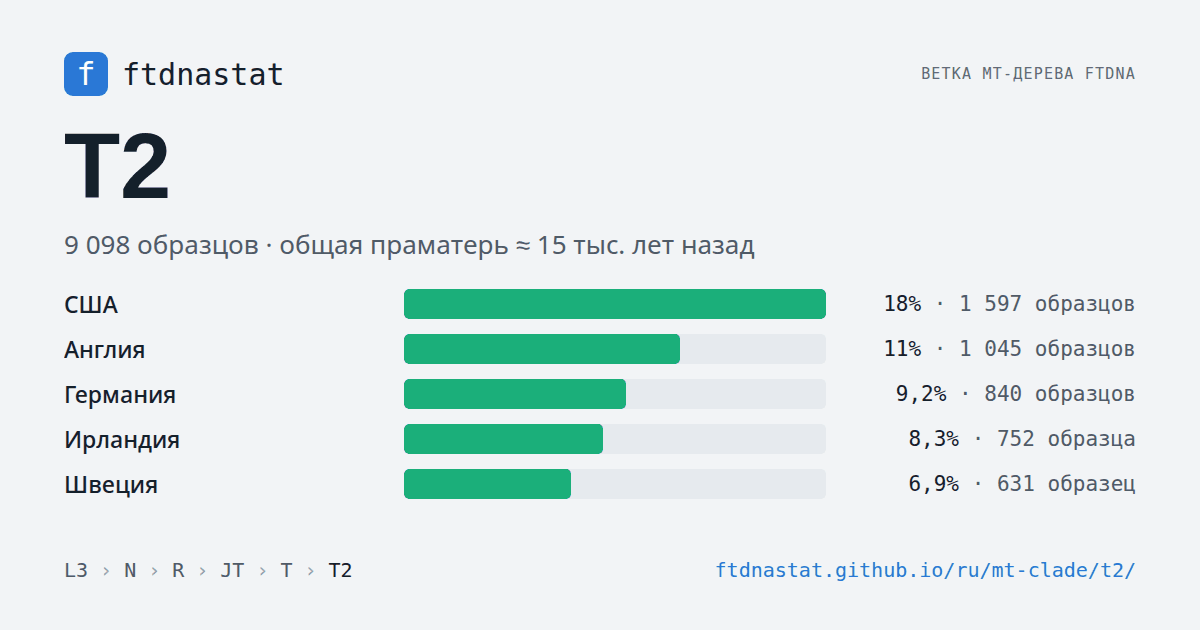 f ftdnastat
ВЕТКА МТ-ДЕРЕВА FTDNA
T2
9 098 образцов · общая праматерь ≈ 15 тыс. лет назад
США 18% · 1 597 образцов
Англия 11% · 1 045 образцов
Германия 9,2% · 840 образцов
Ирландия 8,3% · 752 образца
Швеция 6,9% · 631 образец
L3 › N › R › JT › T › T2
ftdnastat.github.io/ru/mt-clade/t2/